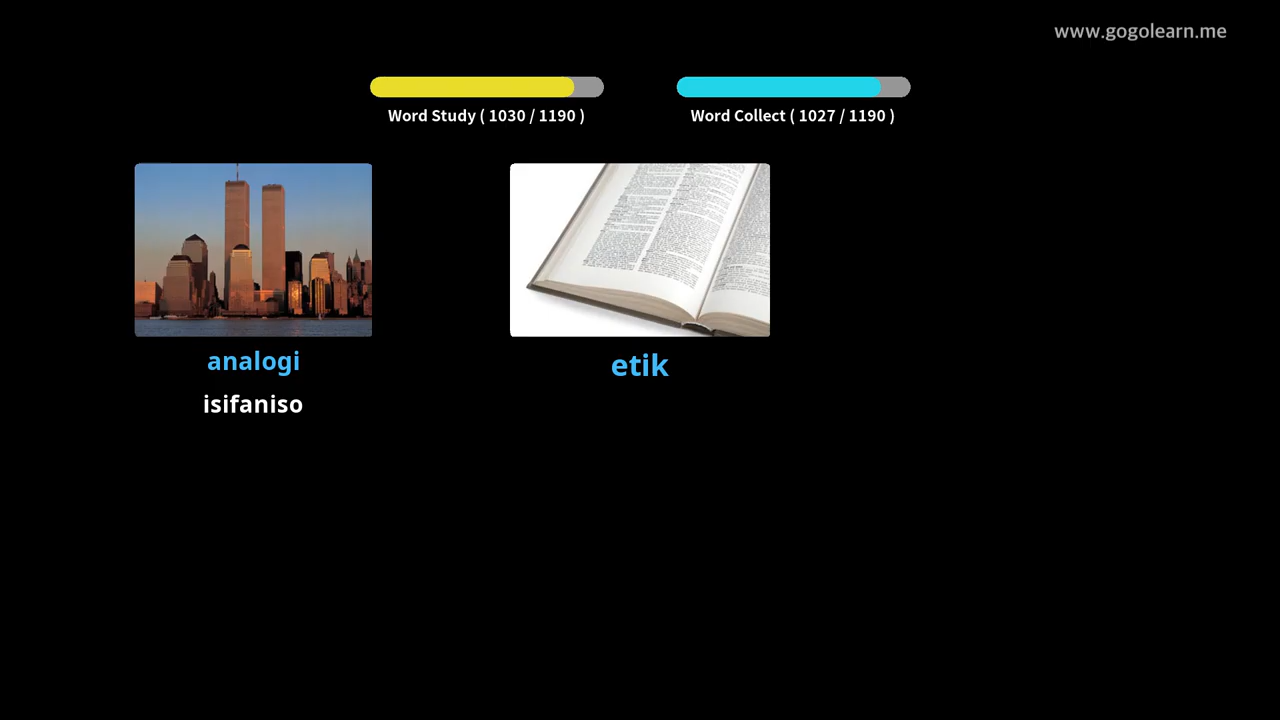 www.gogolearn.me
Word Study ( 1030 / 1190 )
Word Collect ( 1027 / 1190 )
analogi
isifaniso
etik